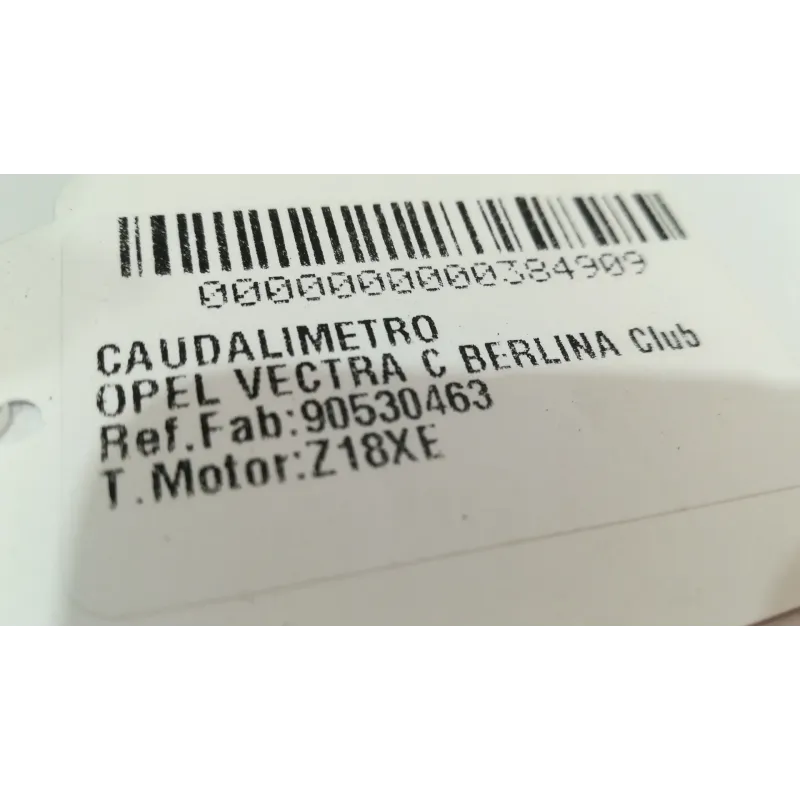 0000000000384909
CAUDALIMETRO
OPEL VECTRA C BERLINA Club
Ref.Fab:90530463
T.Motor:Z18XE